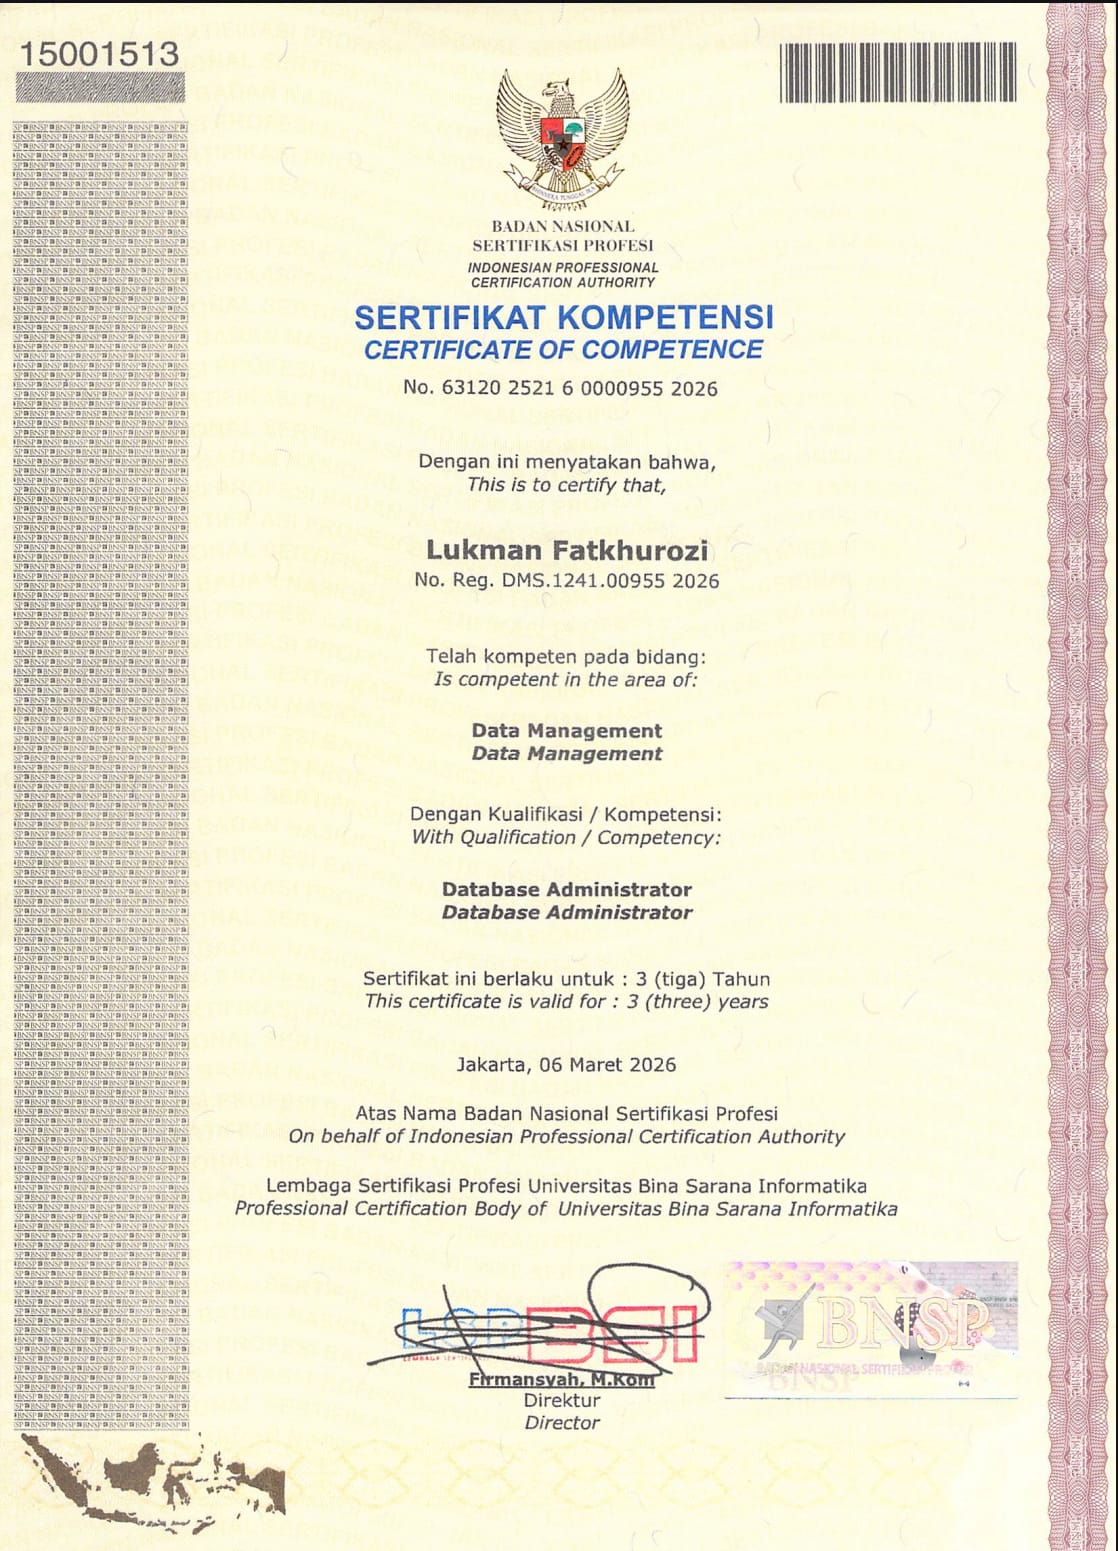 15001513
BADAN NASIONAL
SERTIFIKASI PROFESI
INDONESIAN PROFESSIONAL
CERTIFICATION AUTHORITY
SERTIFIKAT KOMPETENSI
CERTIFICATE OF COMPETENCE
No. 63120 2521 6 0000955 2026
Dengan ini menyatakan bahwa,
This is to certify that,
Lukman Fatkhurozi
No. Reg. DMS.1241.00955 2026
Telah kompeten pada bidang:
Is competent in the area of:
Data Management
Data Management
Dengan Kualifikasi / Kompetensi:
With Qualification / Competency:
Database Administrator
Database Administrator
Sertifikat ini berlaku untuk : 3 (tiga) Tahun
This certificate is valid for : 3 (three) years
Jakarta, 06 Maret 2026
Atas Nama Badan Nasional Sertifikasi Profesi
On behalf of Indonesian Professional Certification Authority
Lembaga Sertifikasi Profesi Universitas Bina Sarana Informatika
Professional Certification Body of Universitas Bina Sarana Informatika
LSP BSI
BNSP
Firmansyah, M.Kom
Direktur
Director